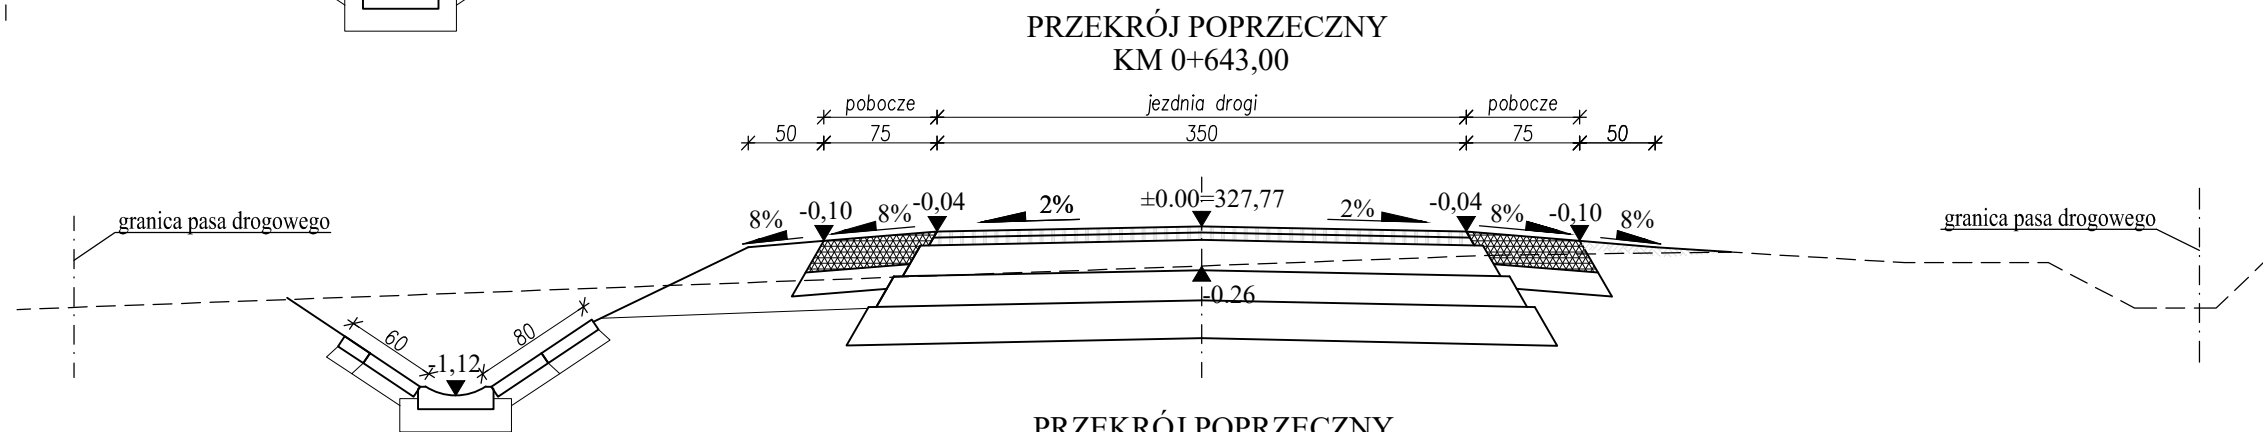 PRZEKRÓJ POPRZECZNY
KM 0+643,00
pobocze jezdnia drogi pobocze
50 75 350 75 50
granica pasa drogowego 8% -0,10 8% -0,04 2% ±0.00=327,77 2% -0,04 8% -0,10 8% granica pasa drogowego
-0.26
60 80
-1,12
PRZEKRÓJ POPRZECZNY